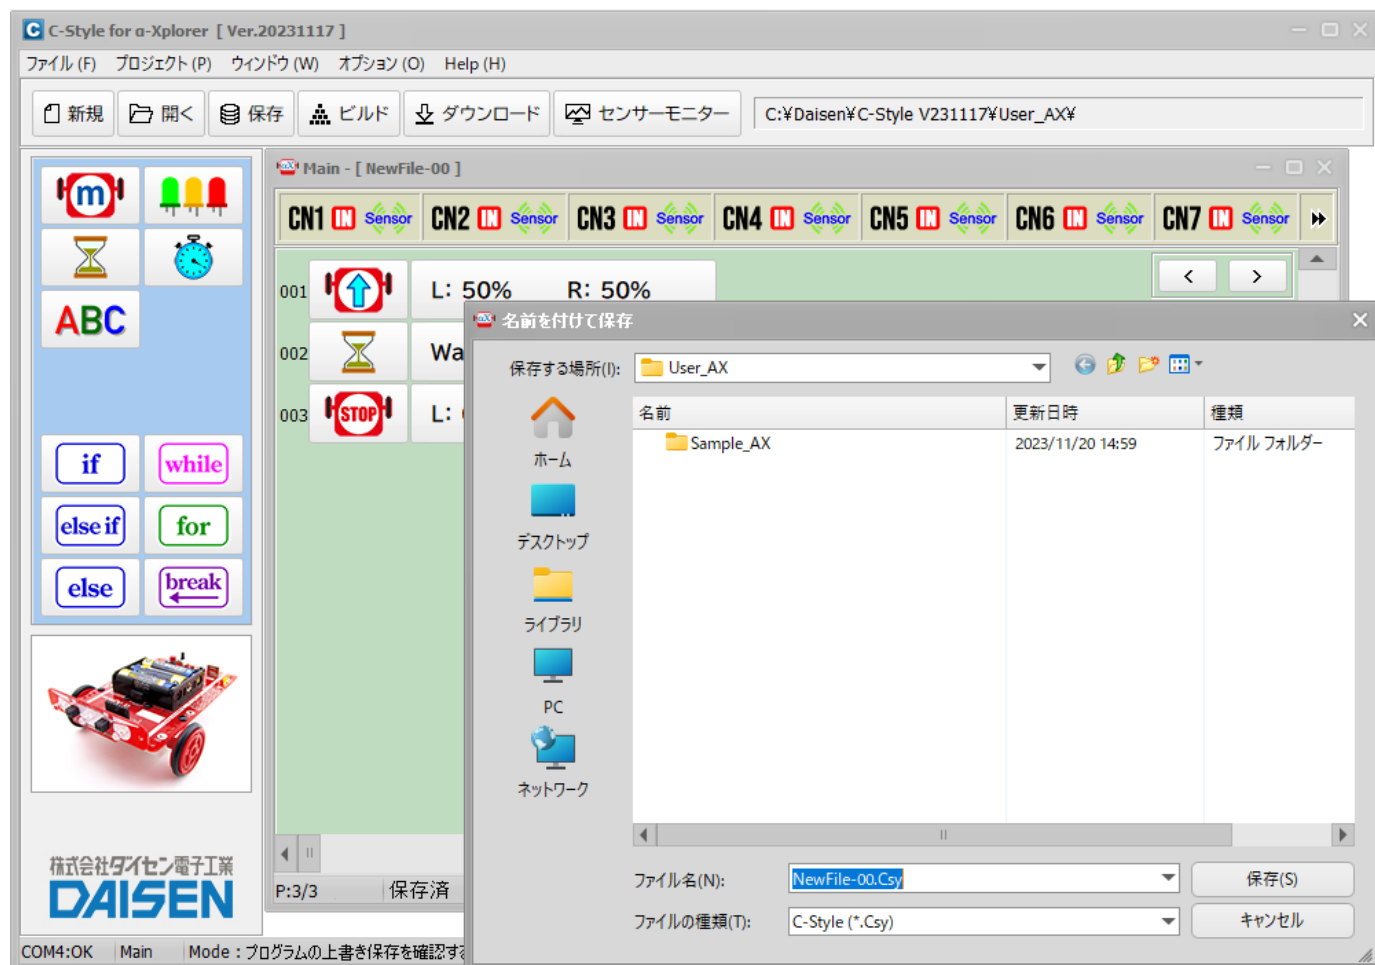 C-Style for α-Xplorer [ Ver.20231117 ]
ファイル (F) プロジェクト (P) ウィンドウ (W) オプション (O) Help (H)
新規 開く 保存 ビルド ダウンロード センサーモニター C:¥Daisen¥C-Style V231117¥User_AX¥
m
ABC
if while
else if for
else break
株式会社ダイセン電子工業
DAISEN
Main - [ NewFile-00 ]
CN1 IN Sensor CN2 IN Sensor CN3 IN Sensor CN4 IN Sensor CN5 IN Sensor CN6 IN Sensor CN7 IN Sensor
001 L: 50% R: 50%
002 Wa
003 STOP L:
P:3/3 保存済
名前を付けて保存
保存する場所(I): User_AX
ホーム
デスクトップ
ライブラリ
PC
ネットワーク
名前 更新日時 種類
Sample_AX 2023/11/20 14:59 ファイル フォルダー
ファイル名(N): NewFile-00.Csy 保存(S)
ファイルの種類(T): C-Style (*.Csy) キャンセル
COM4:OK Main Mode : プログラムの上書き保存を確認す